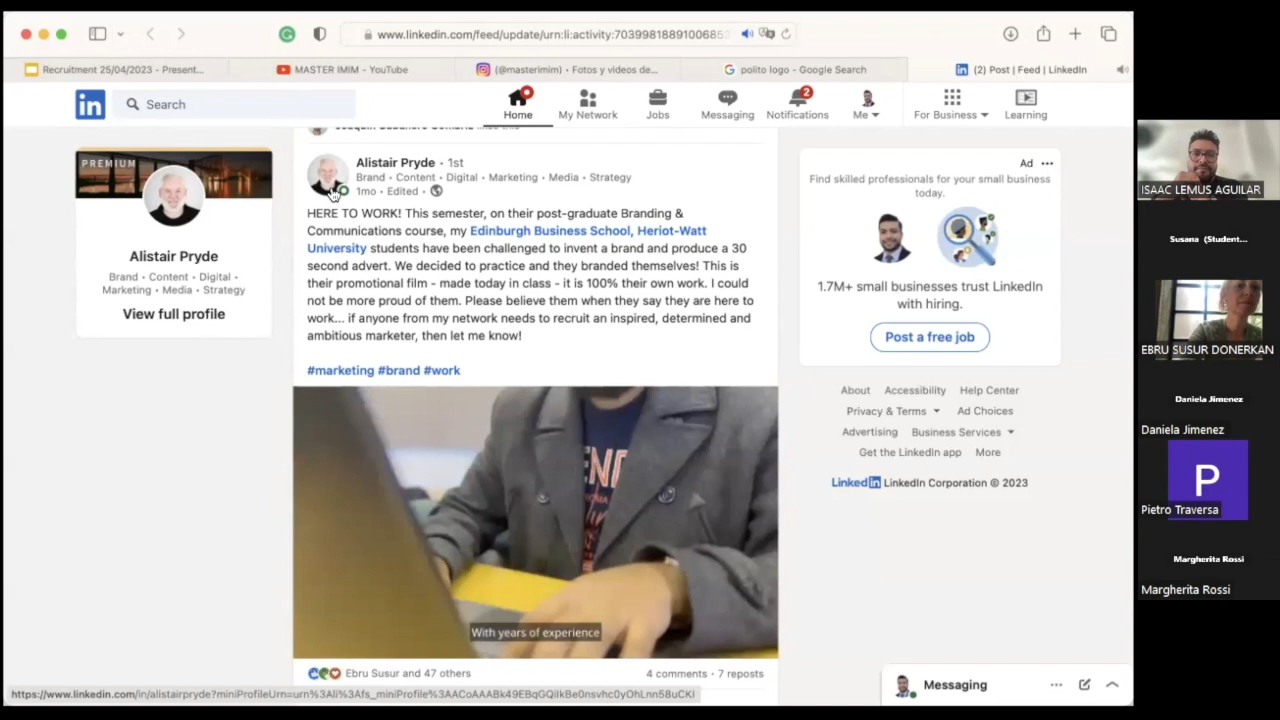 www.linkedin.com/feed/update/urn:li:activity:7039981889100685
Recruitment 25/04/2023 - Present...
MASTER IMIM - YouTube
(@masterimim) • Fotos y videos de...
polito logo - Google Search
(2) Post | Feed | LinkedIn
in
Search
Home
My Network
Jobs
Messaging
2
Notifications
Me
For Business
Learning
PREMIUM
Alistair Pryde
Brand • Content • Digital •
Marketing • Media • Strategy
View full profile
Alistair Pryde • 1st
Brand • Content • Digital • Marketing • Media • Strategy
1mo • Edited •
HERE TO WORK! This semester, on their post-graduate Branding &
Communications course, my Edinburgh Business School, Heriot-Watt
University students have been challenged to invent a brand and produce a 30
second advert. We decided to practice and they branded themselves! This is
their promotional film - made today in class - it is 100% their own work. I could
not be more proud of them. Please believe them when they say they are here to
work... if anyone from my network needs to recruit an inspired, determined and
ambitious marketer, then let me know!
#marketing #brand #work
With years of experience
Ebru Susur and 47 others
4 comments • 7 reposts
Ad
Find skilled professionals for your small business
today.
1.7M+ small businesses trust LinkedIn
with hiring.
Post a free job
About Accessibility Help Center
Privacy & Terms Ad Choices
Advertising Business Services
Get the LinkedIn app More
LinkedIn LinkedIn Corporation © 2023
Messaging
ISAAC LEMUS AGUILAR
Susana (Student...
EBRU SUSUR DONERKAN
Daniela Jimenez
Daniela Jimenez
P
Pietro Traversa
Margherita Rossi
Margherita Rossi